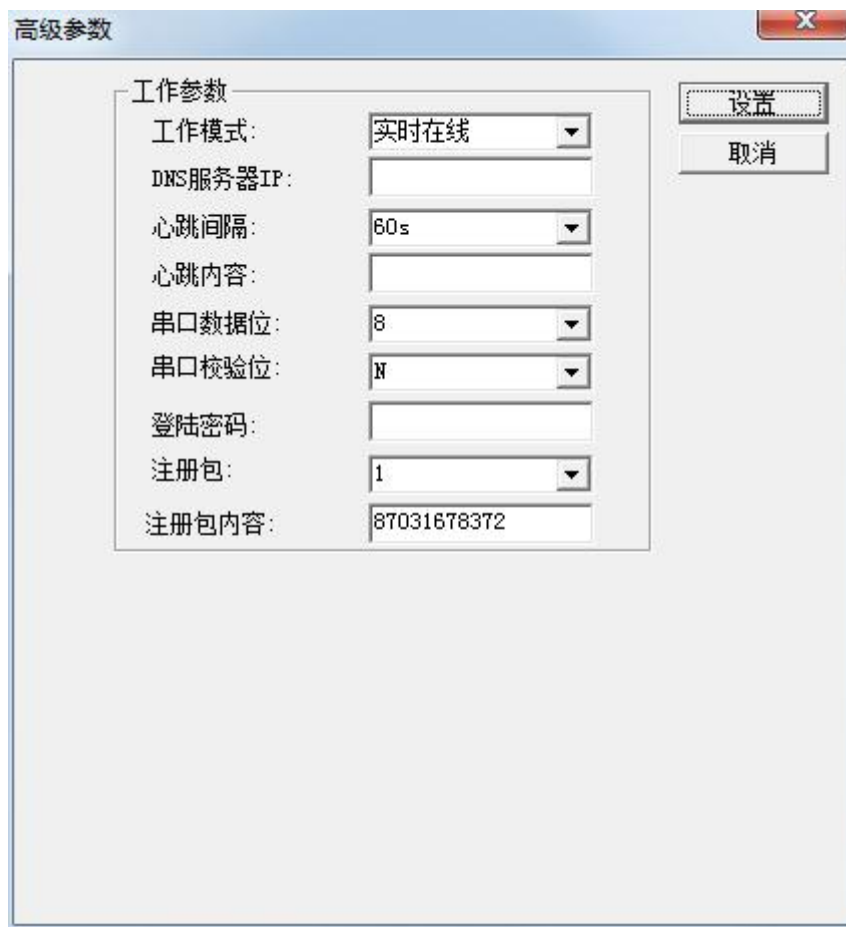 高级参数
工作参数
设置
工作模式: 实时在线
取消
DNS服务器IP:
心跳间隔: 60s
心跳内容:
串口数据位: 8
串口校验位: N
登陆密码:
注册包: 1
注册包内容: 87031678372